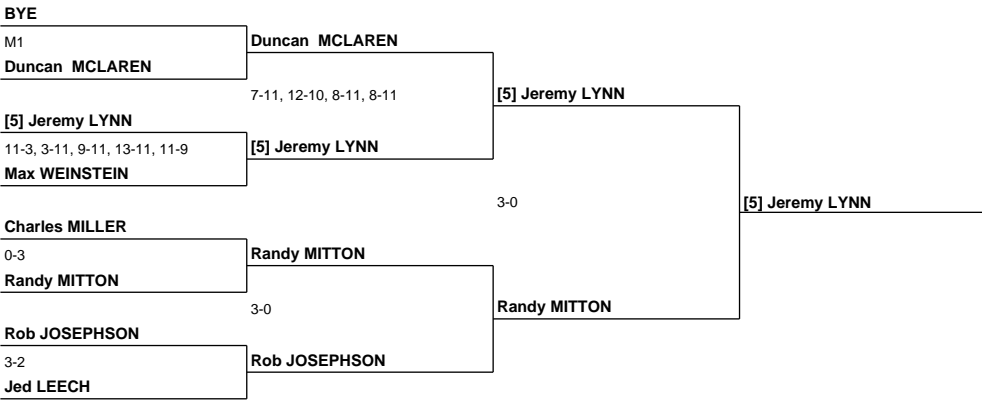 BYE
M1
Duncan  MCLAREN
Duncan  MCLAREN
7-11, 12-10, 8-11, 8-11
[5] Jeremy LYNN
[5] Jeremy LYNN
11-3, 3-11, 9-11, 13-11, 11-9
[5] Jeremy LYNN
Max WEINSTEIN
3-0
[5] Jeremy LYNN
Charles MILLER
0-3
Randy MITTON
Randy MITTON
3-0
Randy MITTON
Rob JOSEPHSON
3-2
Rob JOSEPHSON
Jed LEECH